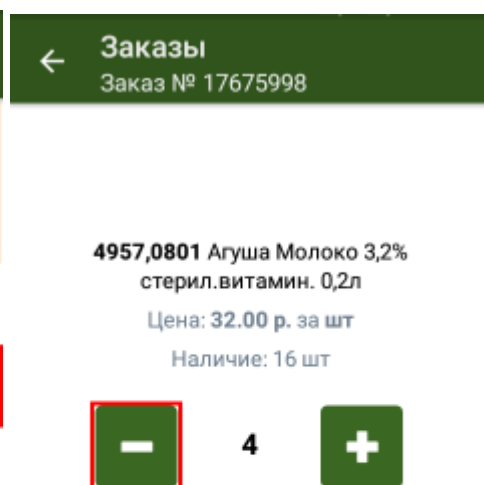 Заказы
Заказ № 17675998
4957,0801 Агуша Молоко 3,2%
стерил.витамин. 0,2л
Цена: 32.00 р. за шт
Наличие: 16 шт
4